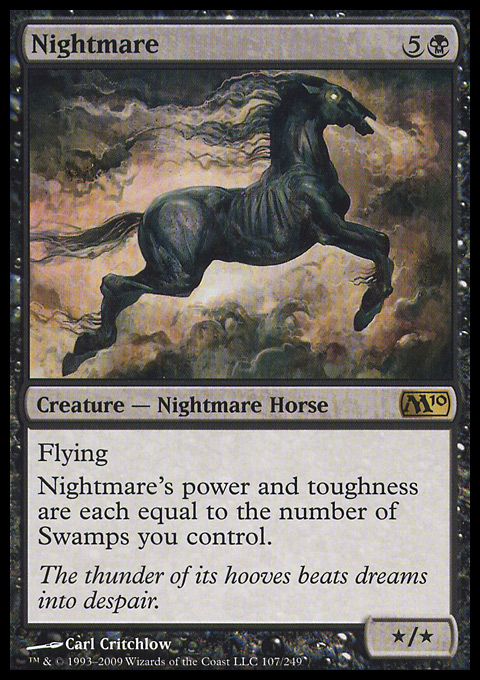 Nightmare 5
Creature — Nightmare Horse M10
Flying
Nightmare's power and toughness
are each equal to the number of
Swamps you control.
The thunder of its hooves beats dreams
into despair.
★/★
Carl Critchlow
™ & © 1993–2009 Wizards of the Coast LLC 107/249